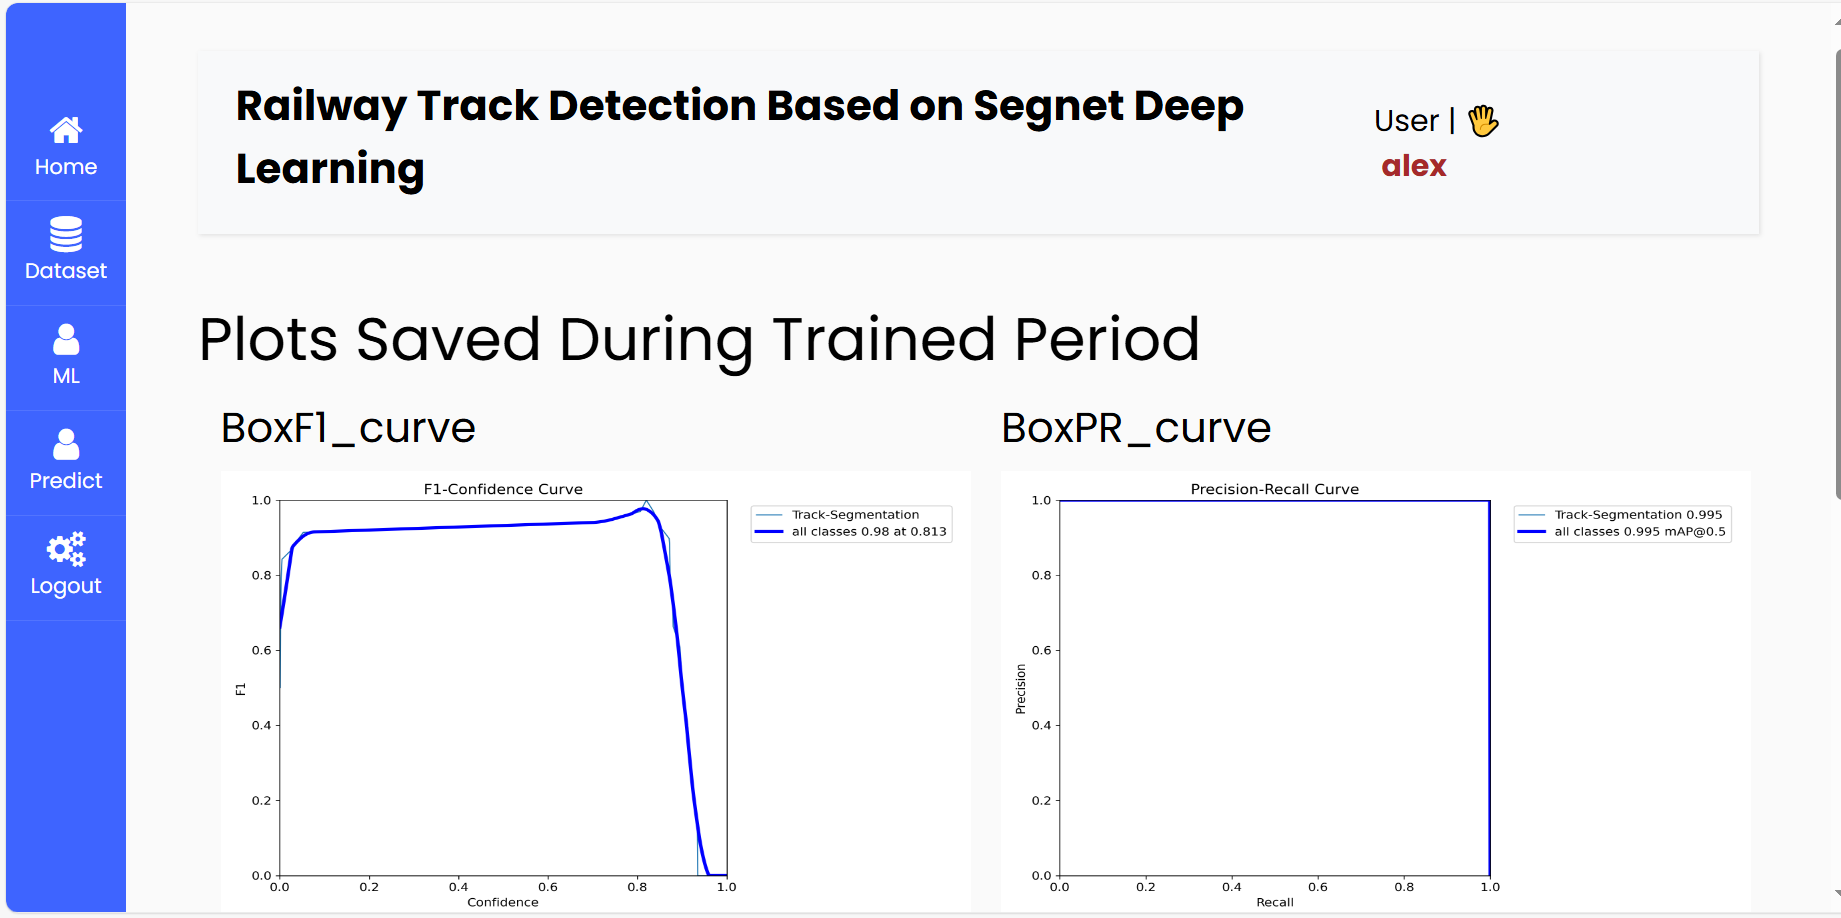 Home
Dataset
ML
Predict
Logout
Railway Track Detection Based on Segnet Deep
Learning
User |
alex
Plots Saved During Trained Period
BoxF1_curve
F1-Confidence Curve
1.0
0.8
0.6
0.4
0.2
0.0
F1
0.0 0.2 0.4 0.6 0.8 1.0
Confidence
Track-Segmentation
all classes 0.98 at 0.813
BoxPR_curve
Precision-Recall Curve
1.0
0.8
0.6
0.4
0.2
0.0
Precision
0.0 0.2 0.4 0.6 0.8 1.0
Recall
Track-Segmentation 0.995
all classes 0.995 mAP@0.5